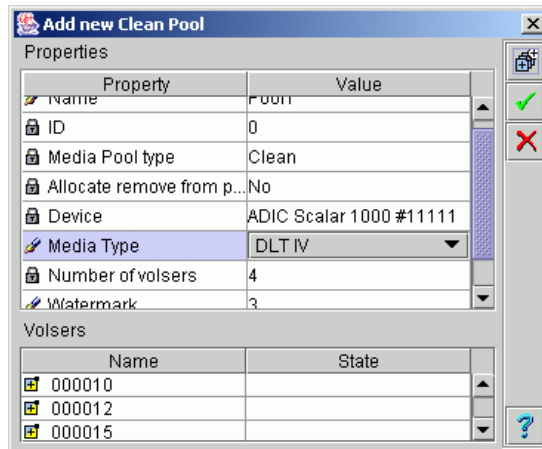 Add new Clean Pool
Properties
Property Value
Name Pool1
ID 0
Media Pool type Clean
Allocate remove from p... No
Device ADIC Scalar 1000 #11111
Media Type DLT IV
Number of volsers 4
Watermark 3
Volsers
Name State
000010
000012
000015